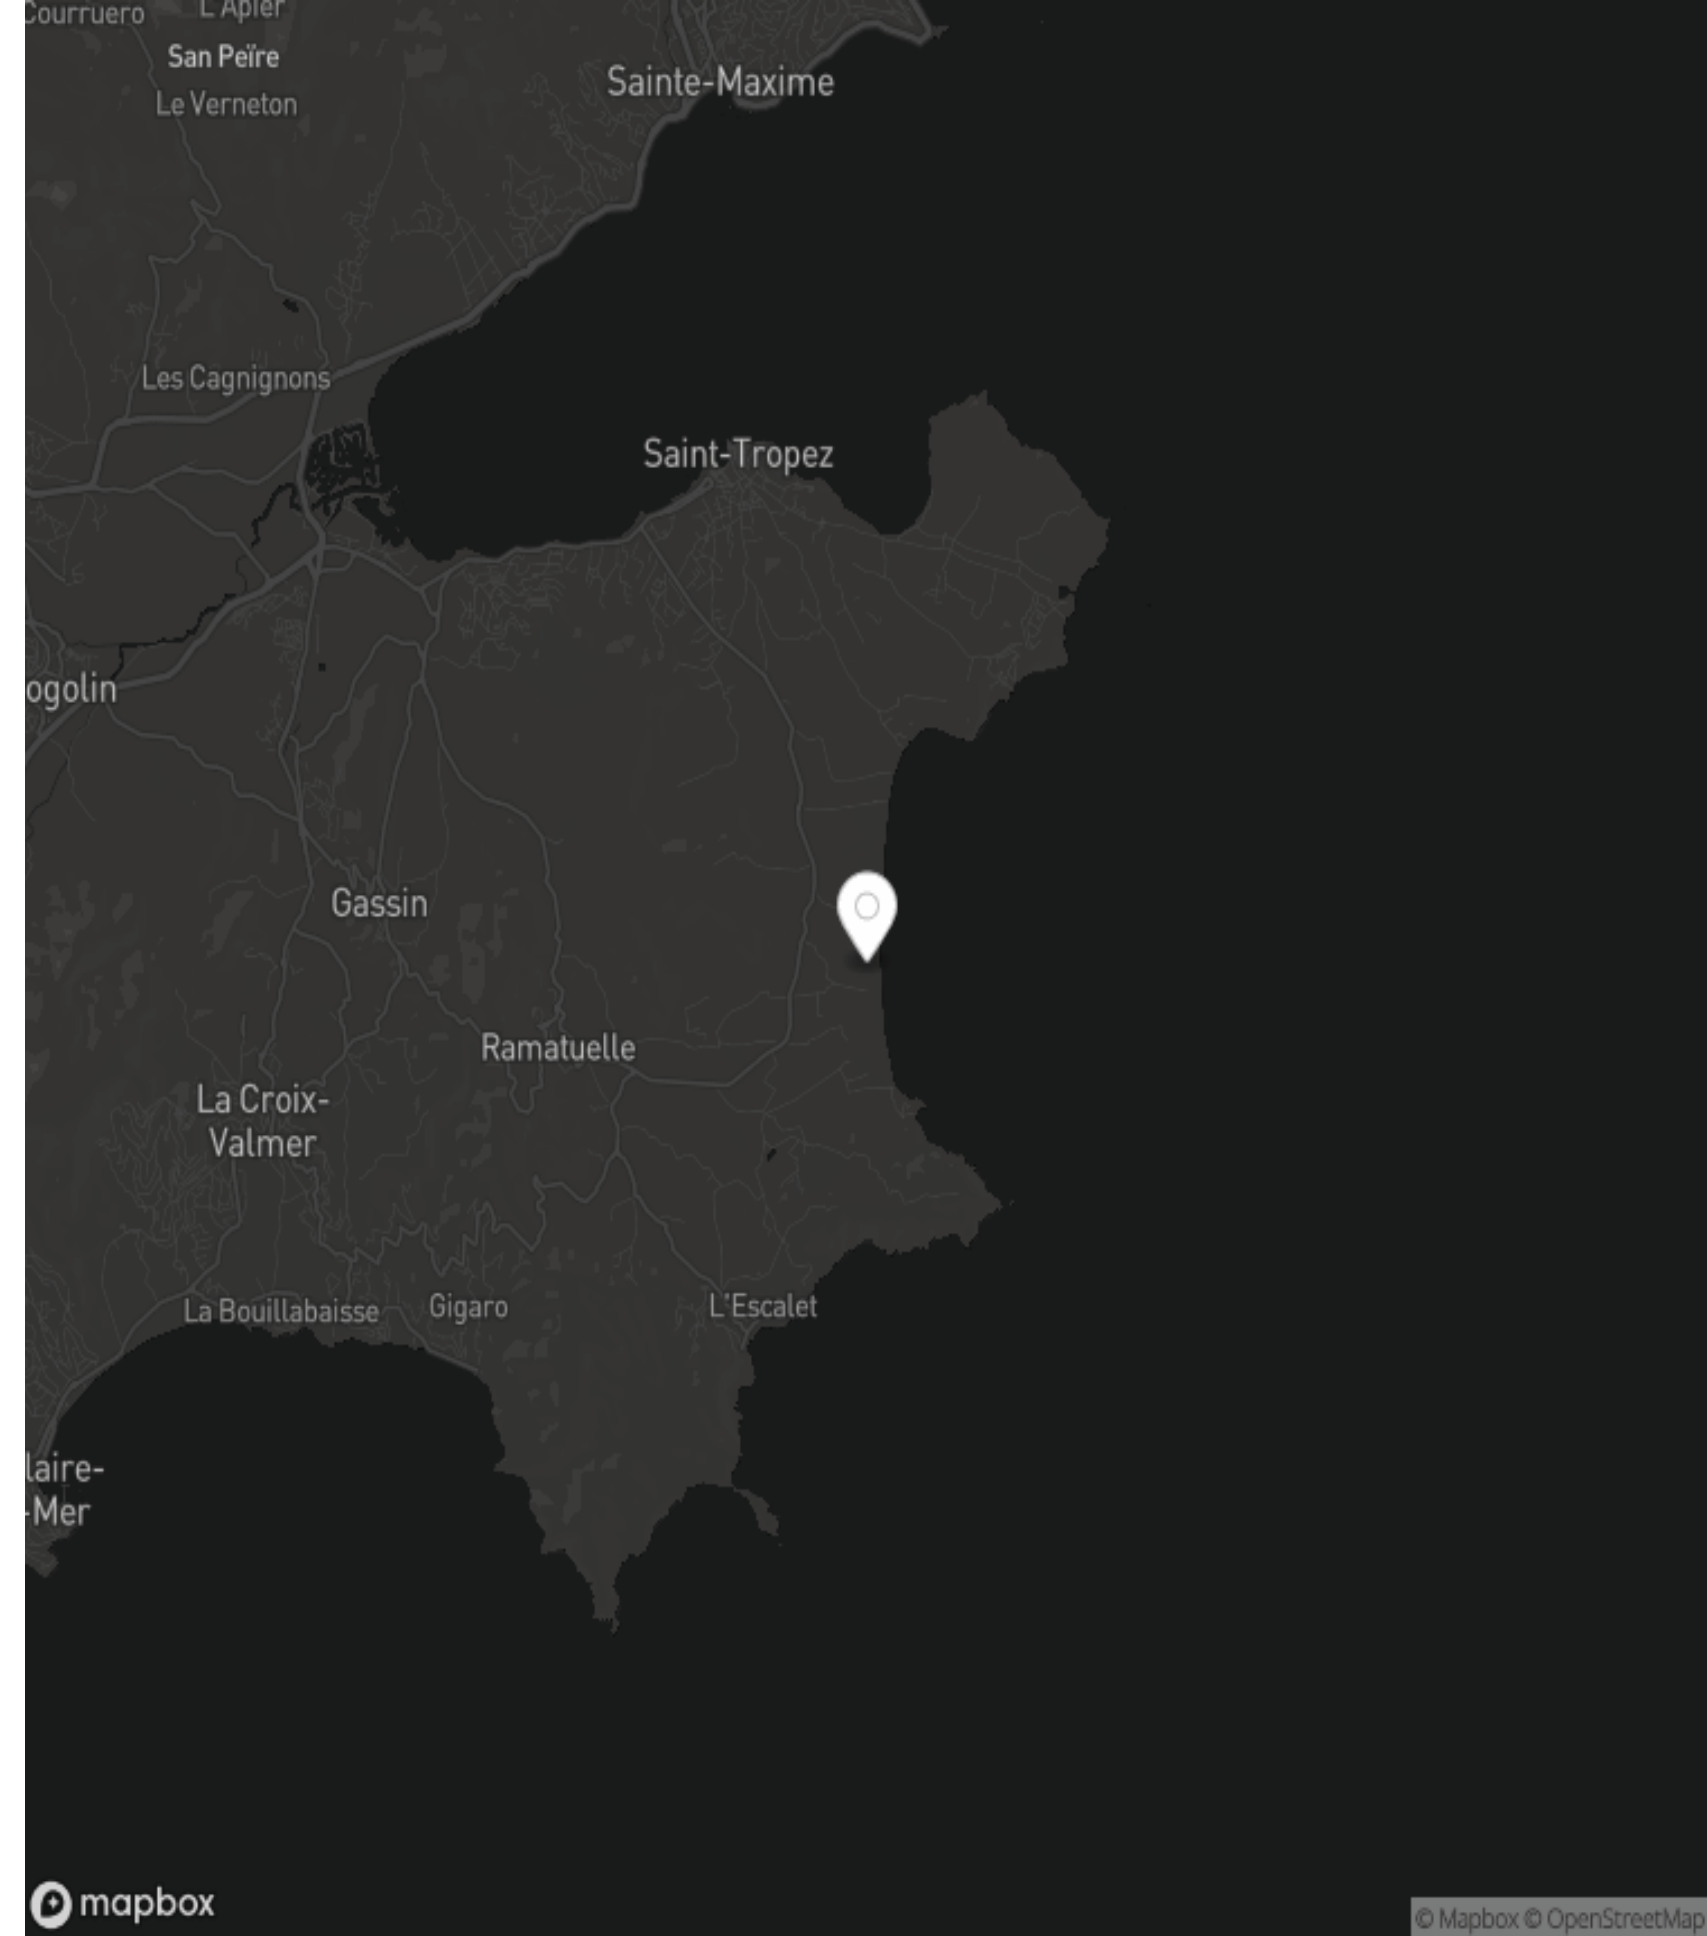 Courruero
L'Apier
San Peïre
Le Verneton
Sainte-Maxime
Les Cagnignons
Saint-Tropez
ogolin
Gassin
Ramatuelle
La Croix-
Valmer
La Bouillabaisse
Gigaro
L'Escalet
laire-
-Mer
mapbox
© Mapbox © OpenStreetMap